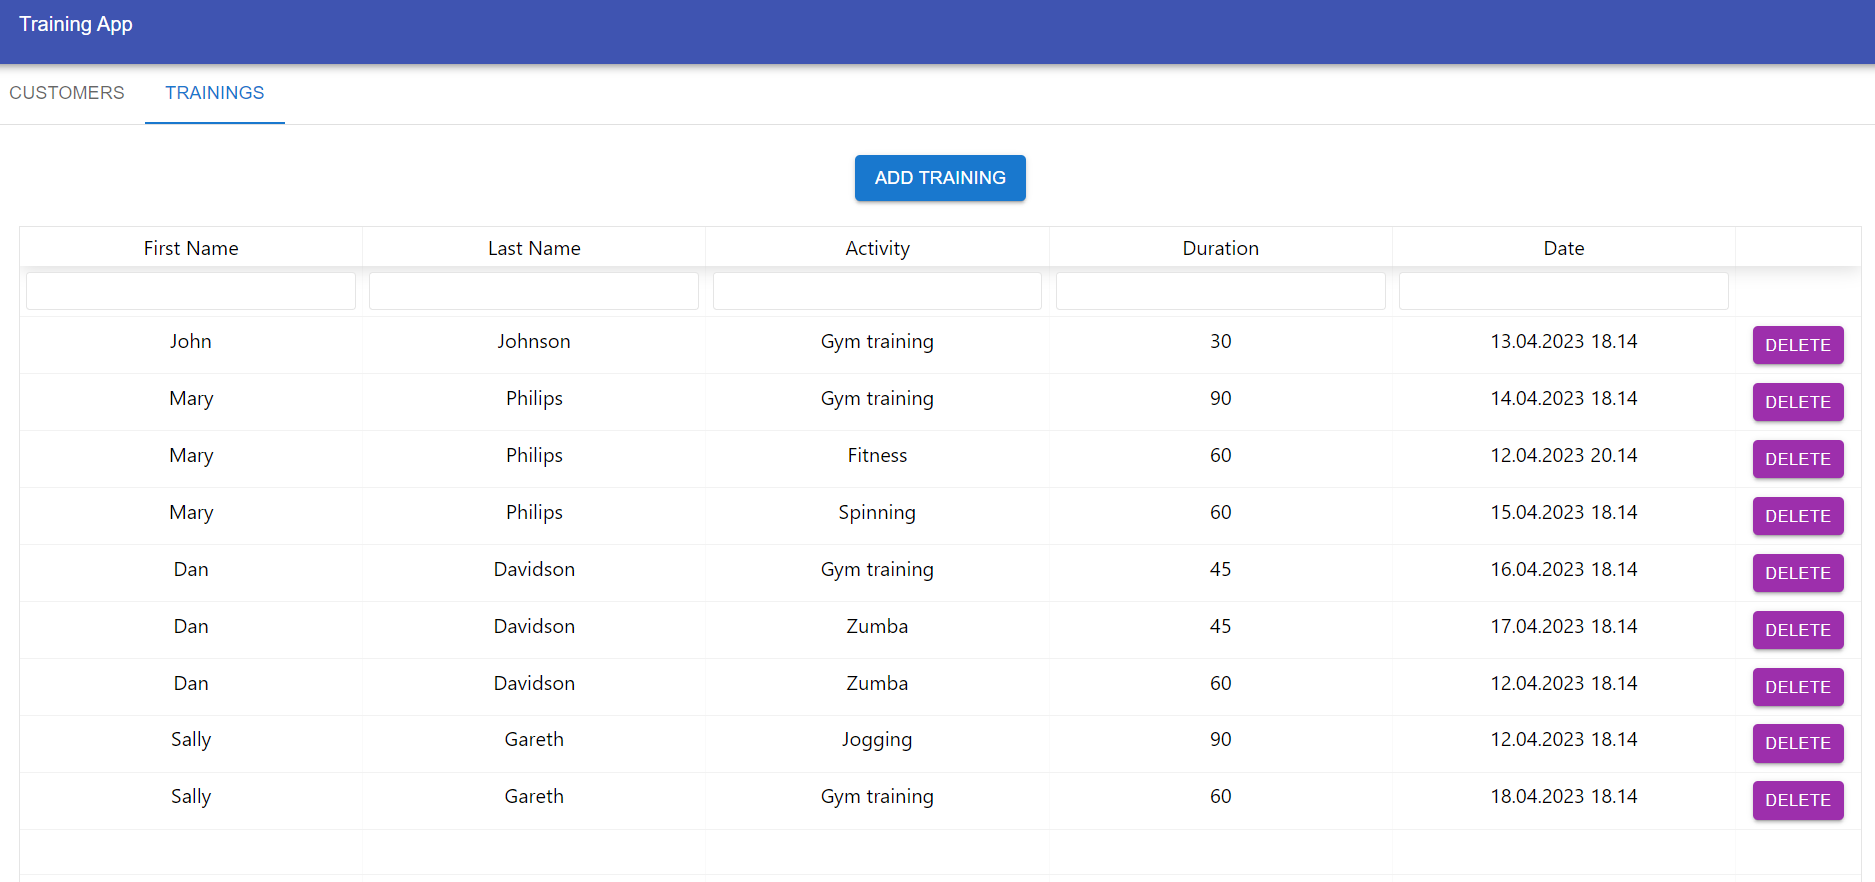 Training App
CUSTOMERS TRAININGS
ADD TRAINING
First Name Last Name Activity Duration Date
John Johnson Gym training 30 13.04.2023 18.14 DELETE
Mary Philips Gym training 90 14.04.2023 18.14 DELETE
Mary Philips Fitness 60 12.04.2023 20.14 DELETE
Mary Philips Spinning 60 15.04.2023 18.14 DELETE
Dan Davidson Gym training 45 16.04.2023 18.14 DELETE
Dan Davidson Zumba 45 17.04.2023 18.14 DELETE
Dan Davidson Zumba 60 12.04.2023 18.14 DELETE
Sally Gareth Jogging 90 12.04.2023 18.14 DELETE
Sally Gareth Gym training 60 18.04.2023 18.14 DELETE